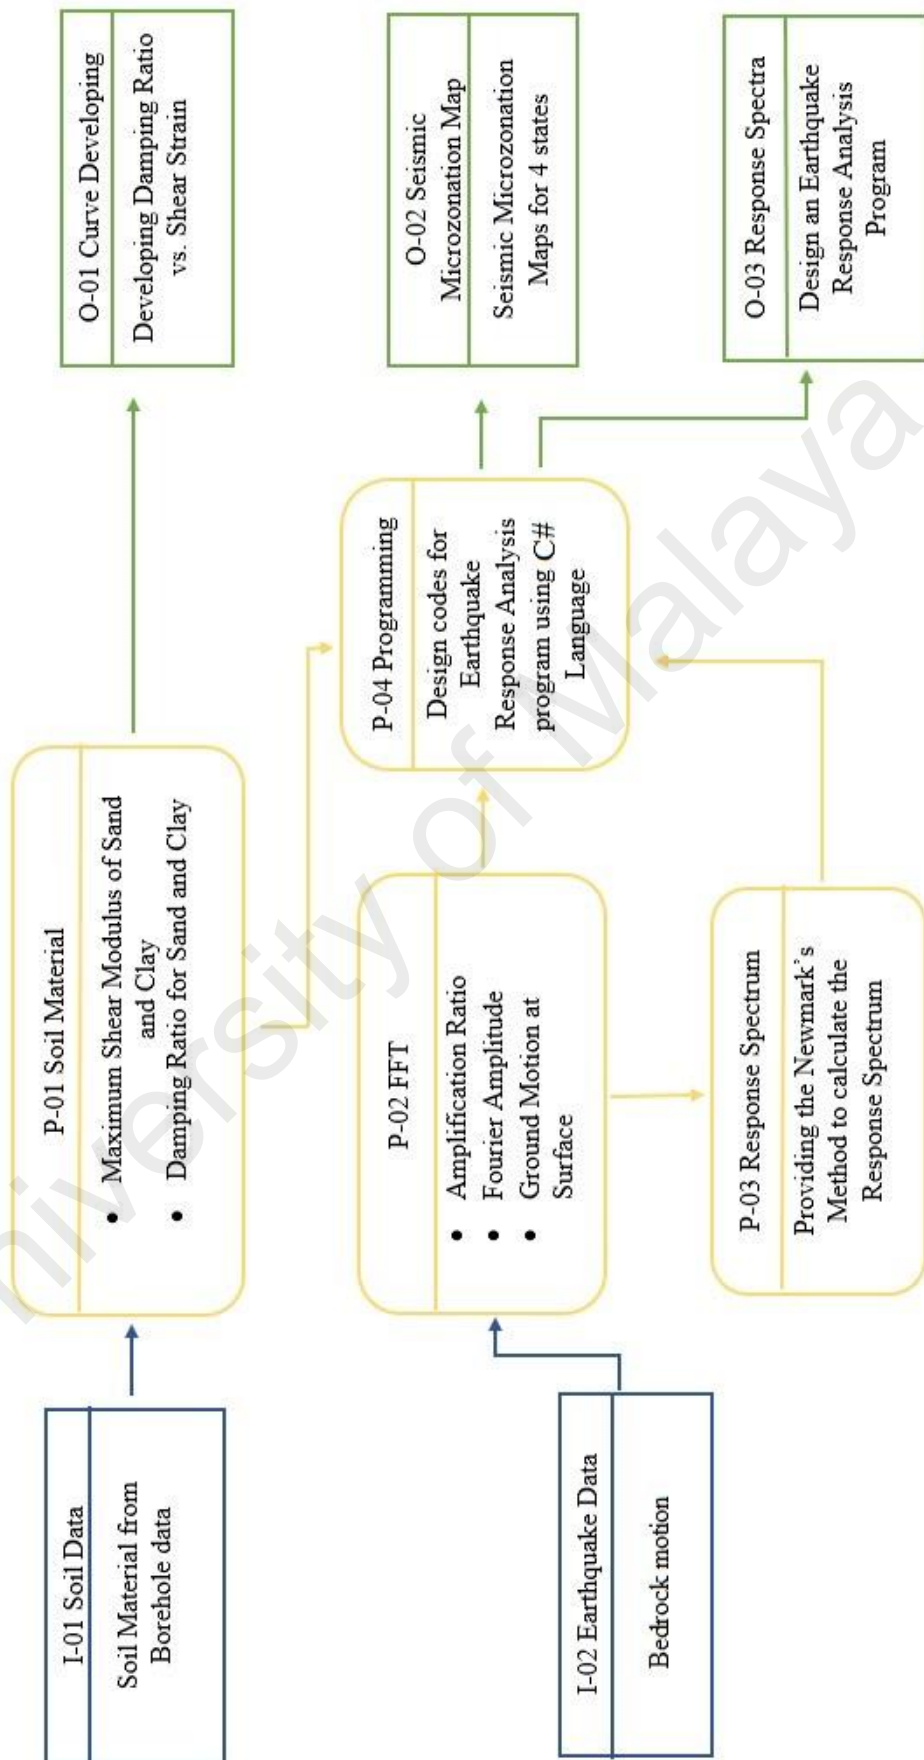 I-01 Soil Data
Soil Material from
Borehole data
I-02 Earthquake Data
Bedrock motion
P-01 Soil Material
• Maximum Shear Modulus of Sand
and Clay
• Damping Ratio for Sand and Clay
P-02 FFT
• Amplification Ratio
• Fourier Amplitude
• Ground Motion at
Surface
P-03 Response Spectrum
Providing the Newmark`s
Method to calculate the
Response Spectrum
P-04 Programming
Design codes for
Earthquake
Response Analysis
program using C#
Language
O-01 Curve Developing
Developing Damping Ratio
vs. Shear Strain
O-02 Seismic
Microzonation Map
Seismic Microzonation
Maps for 4 states
O-03 Response Spectra
Design an Earthquake
Response Analysis
Program
niversity of Malaya